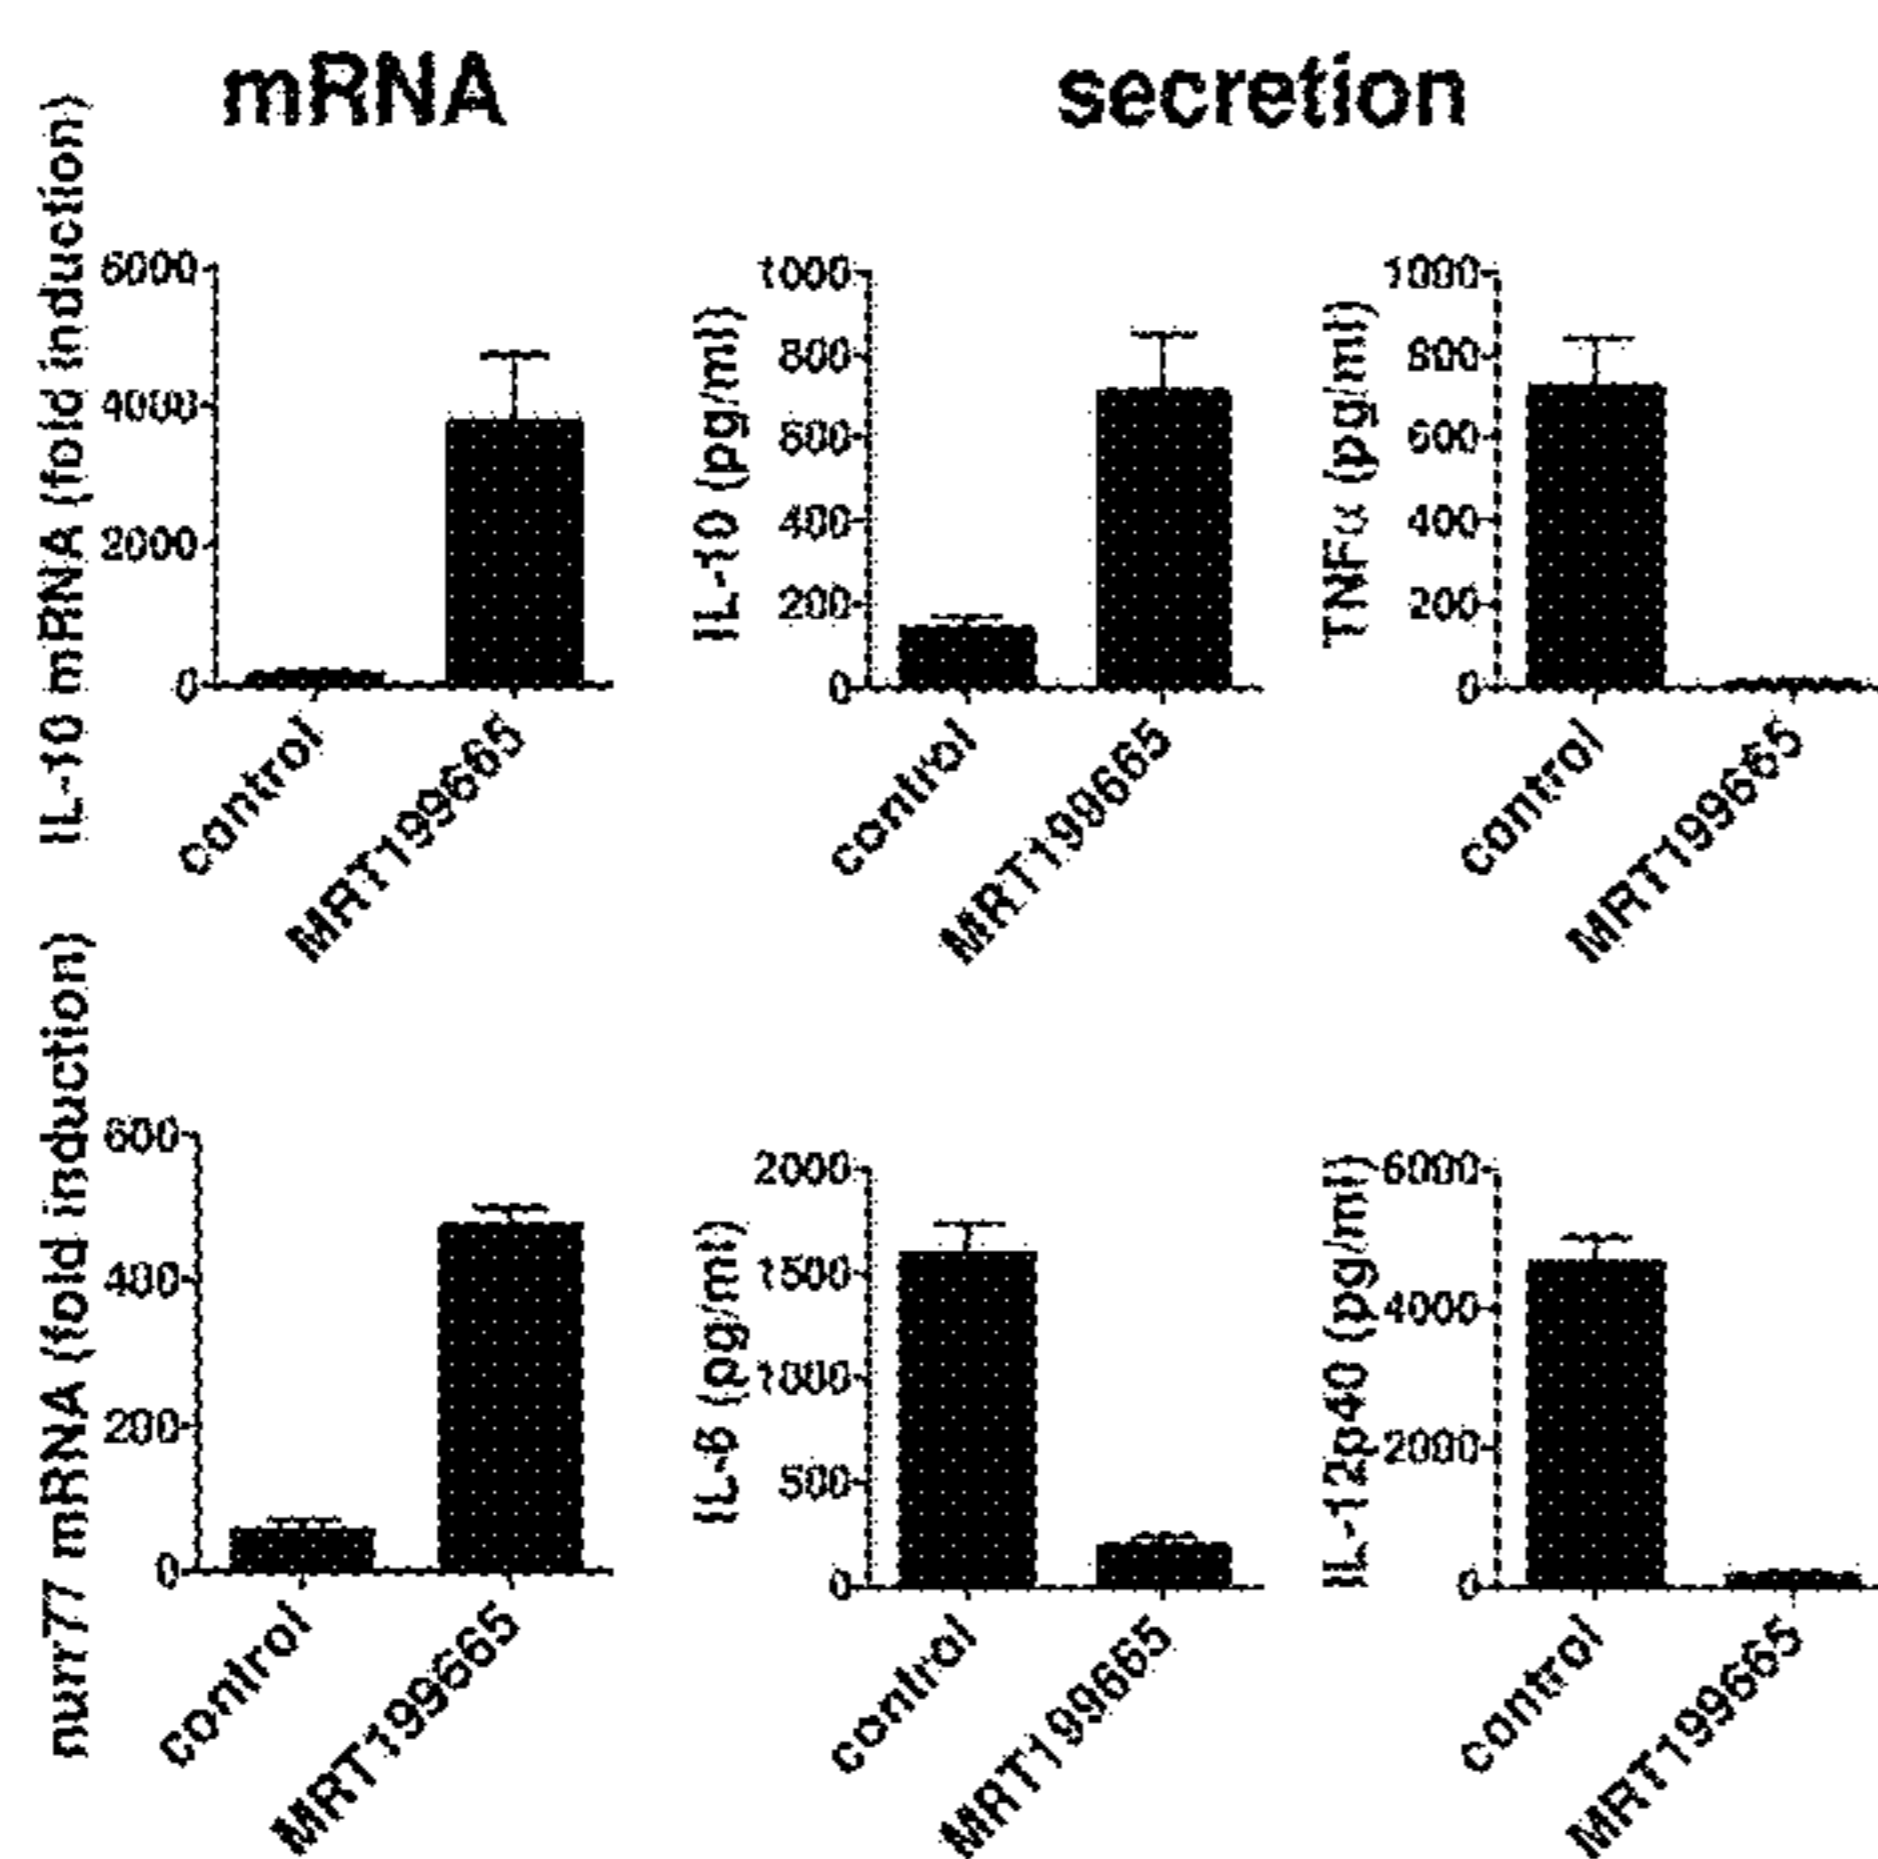 mRNA
secretion
IL-10 mRNA (fold induction)
6000
4000
2000
0
control
MRT199665
IL-10 (pg/ml)
1000
800
600
400
200
0
control
MRT199665
TNFα (pg/ml)
1000
800
600
400
200
0
control
MRT199665
nurr77 mRNA (fold induction)
600
400
200
0
control
MRT199665
IL-6 (pg/ml)
2000
1500
1000
500
0
control
MRT199665
IL-12p40 (pg/ml)
6000
4000
2000
0
control
MRT199665